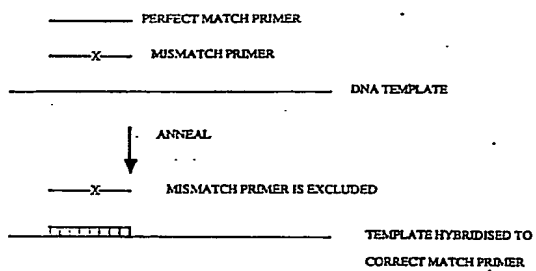 PERFECT MATCH PRIMER
X
MISMATCH PRIMER
DNA TEMPLATE
ANNEAL
X
MISMATCH PRIMER IS EXCLUDED
TEMPLATE HYBRIDISED TO
CORRECT MATCH PRIMER